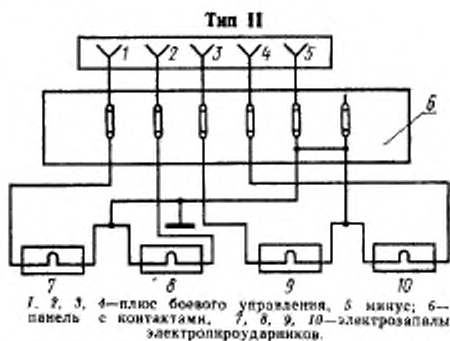 Тип II
1 2 3 4 5
6
7 8 9 10
1, 2, 3, 4—плюс боевого управления, 5 минус; 6—
панель с контактами, 7, 8, 9, 10—электрозапалы
электропироударников.